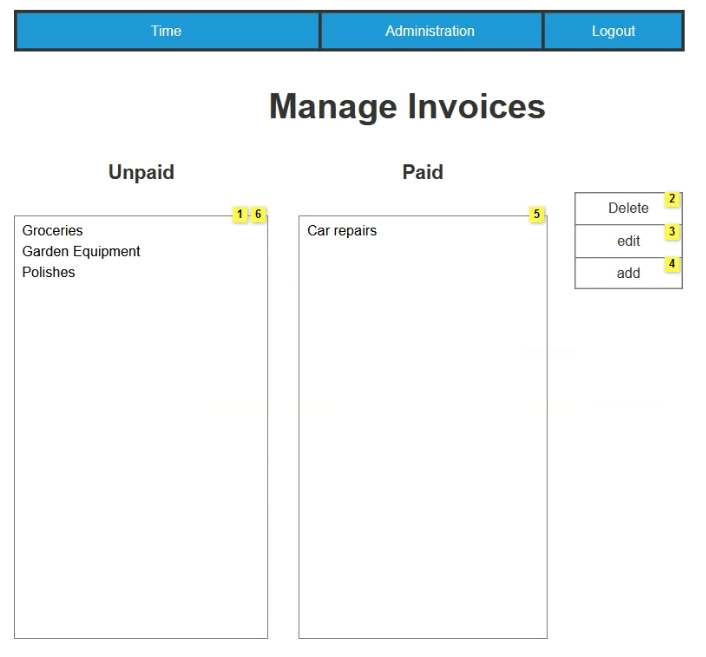 Time Administration Logout
Manage Invoices
Unpaid
Paid
1 6
Groceries
Garden Equipment
Polishes
5
Car repairs
Delete 2
edit 3
add 4